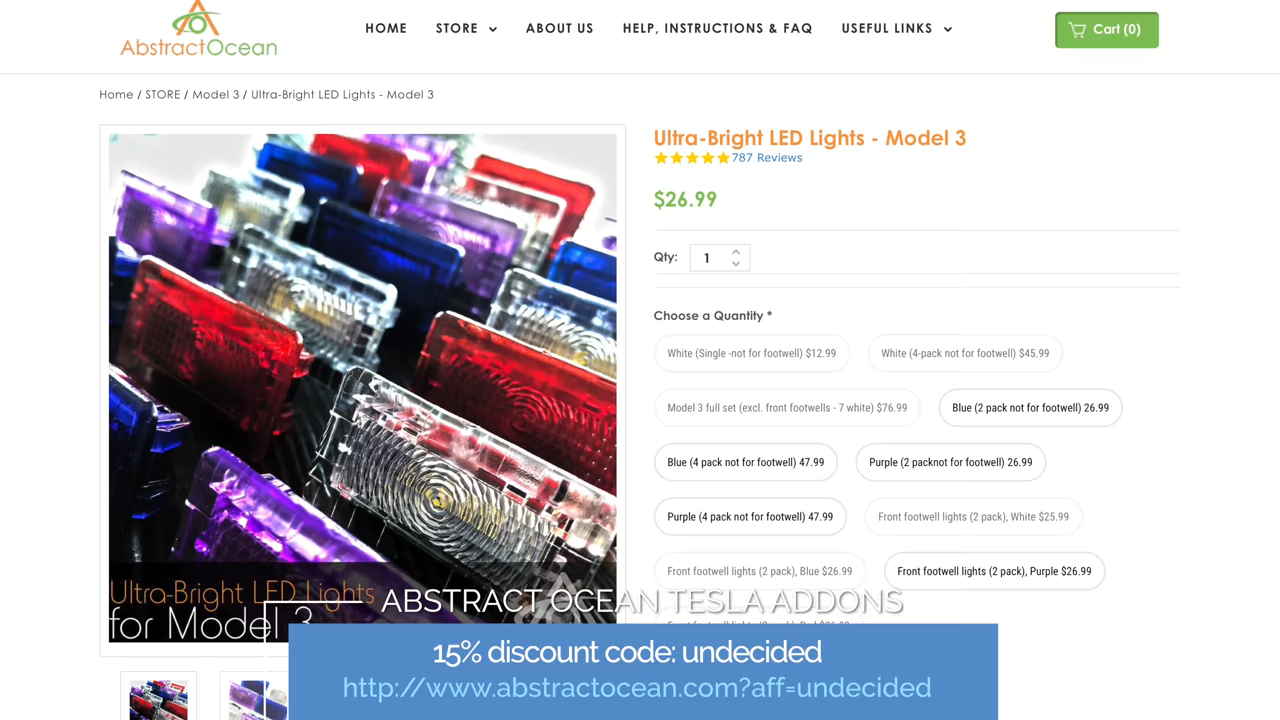 AbstractOcean
HOME
STORE
ABOUT US
HELP, INSTRUCTIONS & FAQ
USEFUL LINKS
Cart (0)
Home / STORE / Model 3 / Ultra-Bright LED Lights - Model 3
Ultra-Bright LED Lights - Model 3
787 Reviews
$26.99
Qty:
1
Choose a Quantity *
White (Single -not for footwell) $12.99
White (4-pack not for footwell) $45.99
Model 3 full set (excl. front footwells - 7 white) $76.99
Blue (2 pack not for footwell) 26.99
Blue (4 pack not for footwell) 47.99
Purple (2 packnot for footwell) 26.99
Purple (4 pack not for footwell) 47.99
Front footwell lights (2 pack), White $25.99
Front footwell lights (2 pack), Blue $26.99
Front footwell lights (2 pack), Purple $26.99
Ultra-Bright LED Lights
for Model 3
ABSTRACT OCEAN TESLA ADDONS
15% discount code: undecided
http://www.abstractocean.com?aff=undecided